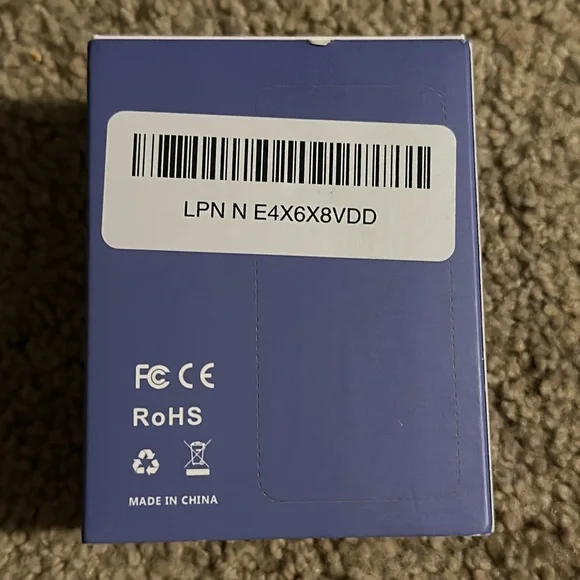 LPN N E4X6X8VDD
FC CE
RoHS
MADE IN CHINA